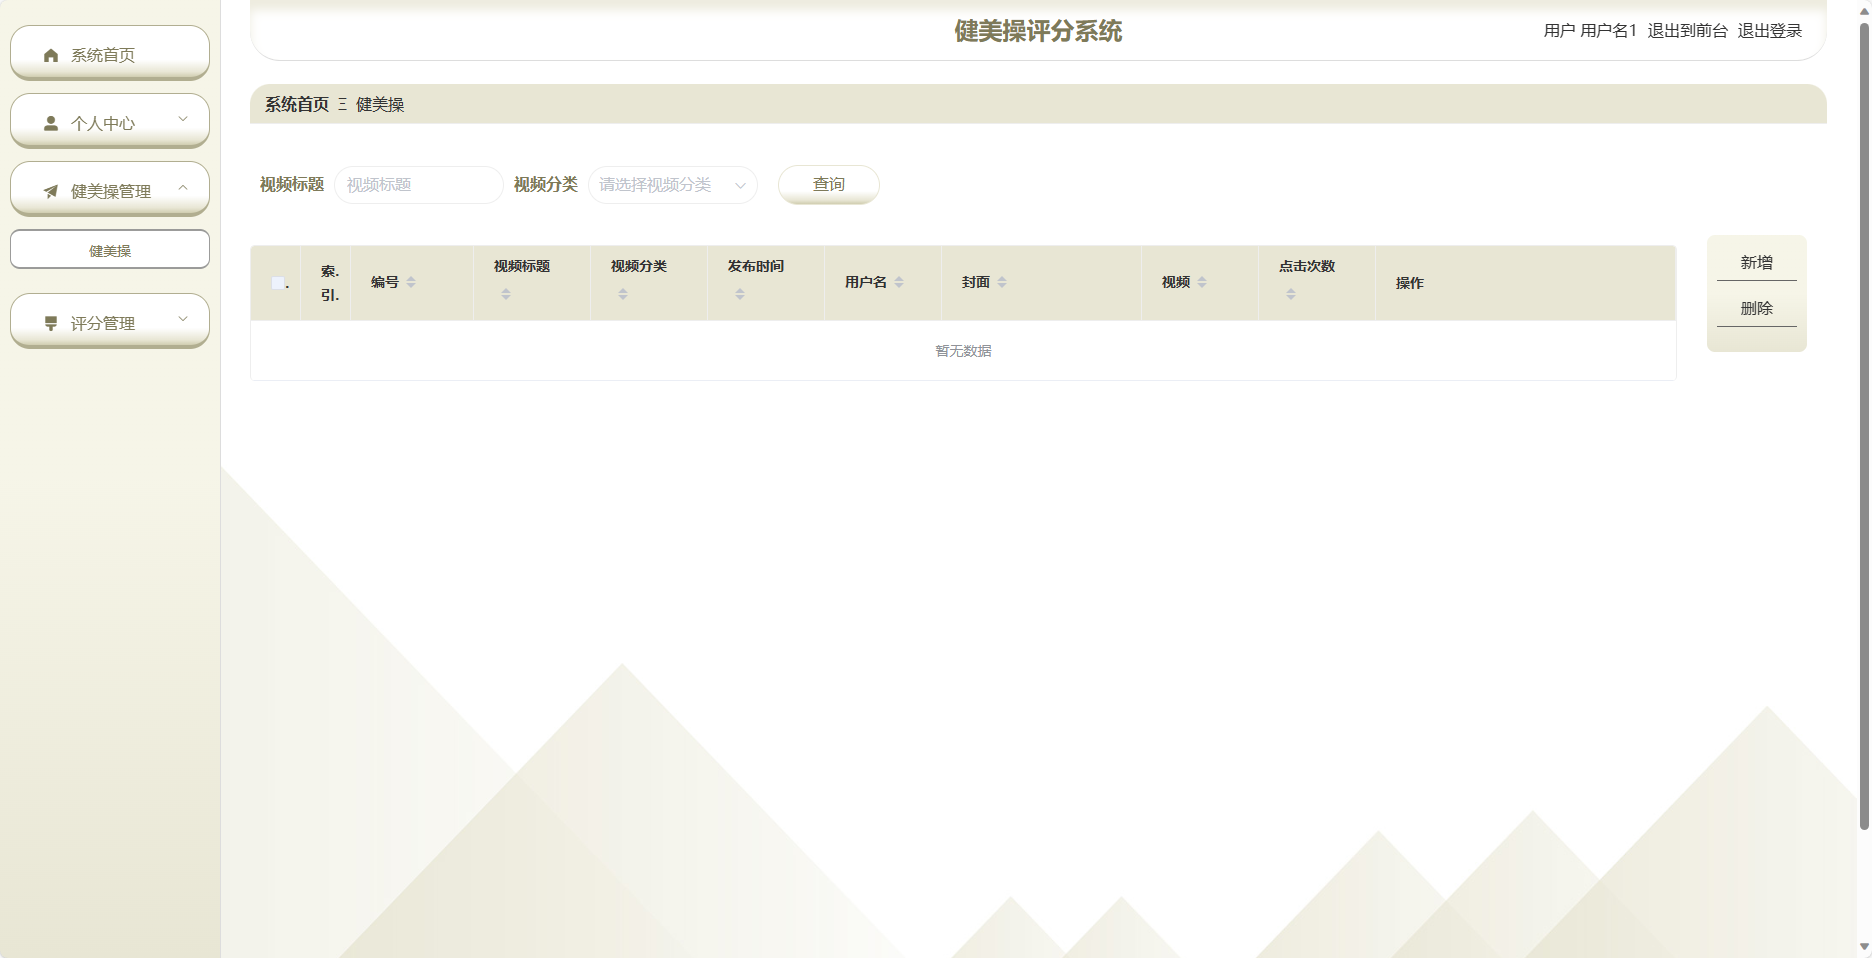 健美操评分系统
用户 用户名1 退出到前台 退出登录
系统首页
个人中心
健美操管理
健美操
评分管理
系统首页 Ξ 健美操
视频标题 视频标题 视频分类 请选择视频分类 查询
索.
引.
编号
视频标题
视频分类
发布时间
用户名
封面
视频
点击次数
操作
暂无数据
新增
删除